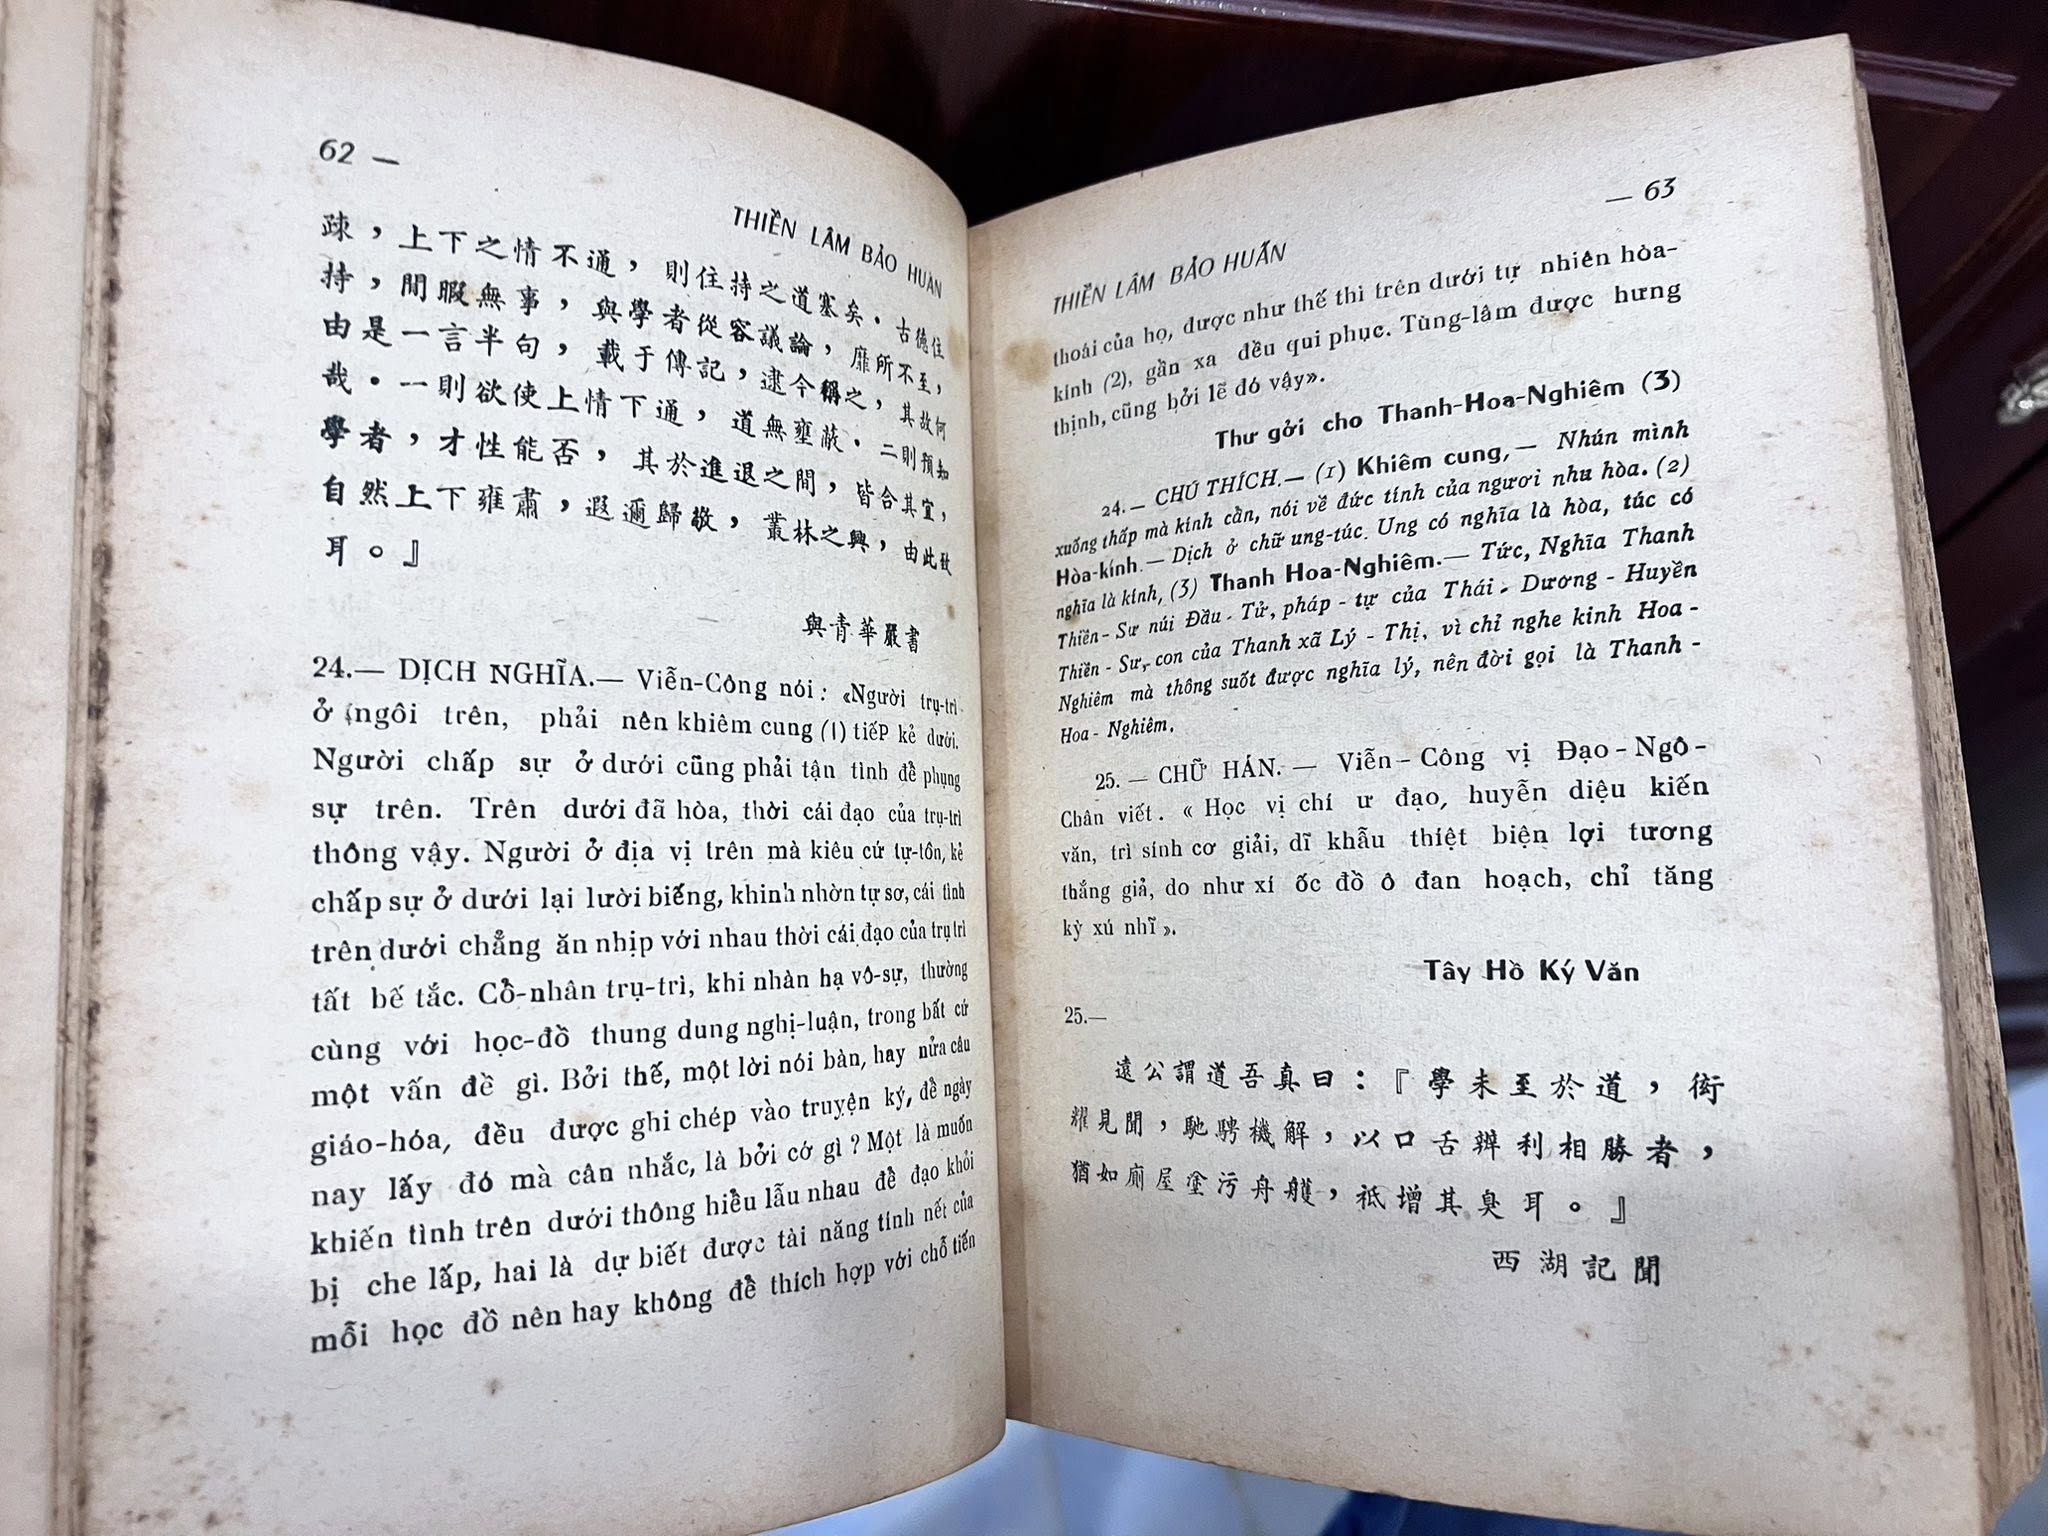 62 —
THIỀN LÂM BẢO HUẤN
疎，上下之情不通，則住持之道塞矣。古德住
持，閒暇無事，與學者從容議論，靡所不至，
由是一言半句，載于傳記，逮今稱之，其故何
哉。一則欲使上情下通，道無壅蔽。二則預知
學者，才性能否，其於進退之間，皆合其宜，
自然上下雍肅，遐邇歸敬，叢林之興，由此致
耳。』
與青華嚴書
24.— DỊCH NGHĨA.— Viễn-Công nói : «Người trụ-trì
ở ngôi trên, phải nên khiêm cung (1) tiếp kẻ dưới.
Người chấp sự ở dưới cũng phải tận tình để phụng
sự trên. Trên dưới đã hòa, thời cái đạo của trụ-trì
thông vậy. Người ở địa vị trên mà kiêu cứ tự-tôn, kẻ
chấp sự ở dưới lại lười biếng, khinh nhờn tự sơ, cái tình
trên dưới chẳng ăn nhịp với nhau thời cái đạo của trụ trì
tất bế tắc. Cổ-nhân trụ-trì, khi nhàn hạ vô-sự, thường
cùng với học-đồ thung dung nghị-luận, trong bất cứ
một vấn đề gì. Bởi thế, một lời nói bàn, hay nửa câu
giáo-hóa, đều được ghi chép vào truyện ký, để ngày
nay lấy đó mà cân nhắc, là bởi cớ gì ? Một là muốn
khiến tình trên dưới thông hiểu lẫu nhau để đạo khỏi
bị che lấp, hai là dự biết được tài năng tính nết của
mỗi học đồ nên hay không để thích hợp với chỗ tiến
— 63
THIỀN LÂM BẢO HUẤN
thoái của họ, được như thế thì trên dưới tự nhiên hòa-
kính (2), gần xa đều qui phục. Tùng-lâm được hưng
thịnh, cũng bởi lẽ đó vậy».
Thư gởi cho Thanh-Hoa-Nghiêm (3)
24.— CHÚ THÍCH.— (1) Khiêm cung,— Nhún mình
xuống thấp mà kính cần, nói về đức tính của ngươi nhu hòa. (2)
Hòa-kính.— Dịch ở chữ ung-túc. Ung có nghĩa là hòa, túc có
nghĩa là kính, (3) Thanh Hoa-Nghiêm.— Tức, Nghĩa Thanh
Thiền-Sư núi Đầu-Tử, pháp-tự của Thái-Dương-Huyền
Thiền-Sư, con của Thanh xã Lý-Thị, vì chỉ nghe kinh Hoa-
Nghiêm mà thông suốt được nghĩa lý, nên đời gọi là Thanh-
Hoa-Nghiêm.
25.— CHỮ HÁN.— Viễn-Công vị Đạo-Ngô-
Chân viết. « Học vị chí ư đạo, huyễn diệu kiến
văn, trì sính cơ giải, dĩ khẩu thiệt biện lợi tương
thắng giả, do như xí ốc đồ ô đan hoạch, chỉ tăng
kỳ xú nhĩ ».
Tây Hồ Ký Văn
25.—
遠公謂道吾真曰：『學未至於道，衒
耀見聞，馳騁機解，以口舌辨利相勝者，
猶如廁屋塗污丹雘，祇增其臭耳。』
西湖記聞